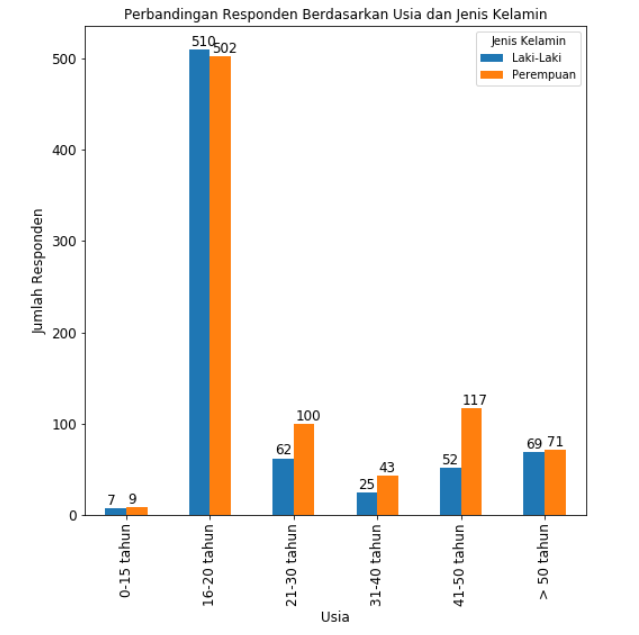 Perbandingan Responden Berdasarkan Usia dan Jenis Kelamin
Jenis Kelamin
Laki-Laki
Perempuan
Jumlah Responden
500
400
300
200
100
0
510
502
7
9
62
100
25
43
52
117
69
71
0-15 tahun
16-20 tahun
21-30 tahun
31-40 tahun
41-50 tahun
> 50 tahun
Usia